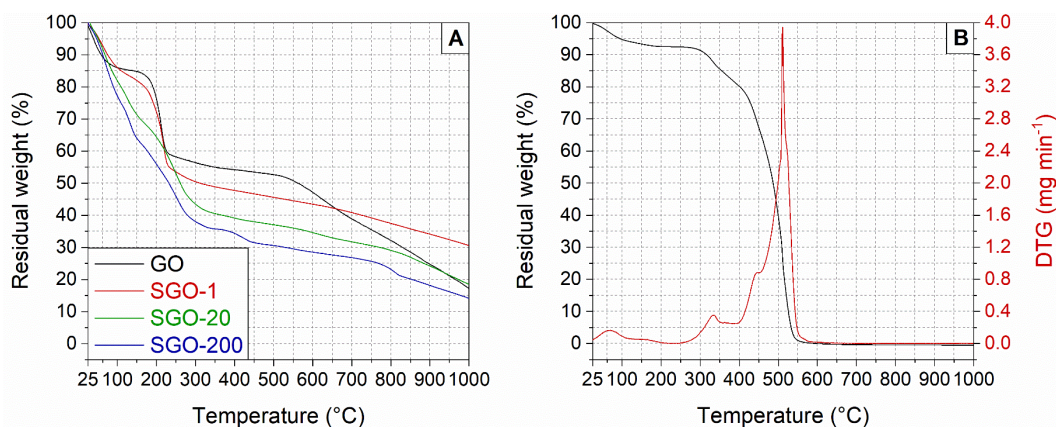 A
100
90
80
70
60
50
40
30
20
10
0
Residual weight (%)
GO
SGO-1
SGO-20
SGO-200
25 100 200 300 400 500 600 700 800 900 1000
Temperature (°C)
B
100
90
80
70
60
50
40
30
20
10
0
Residual weight (%)
4.0
3.6
3.2
2.8
2.4
2.0
1.6
1.2
0.8
0.4
0.0
DTG (mg min⁻¹)
25 100 200 300 400 500 600 700 800 900 1000
Temperature (°C)